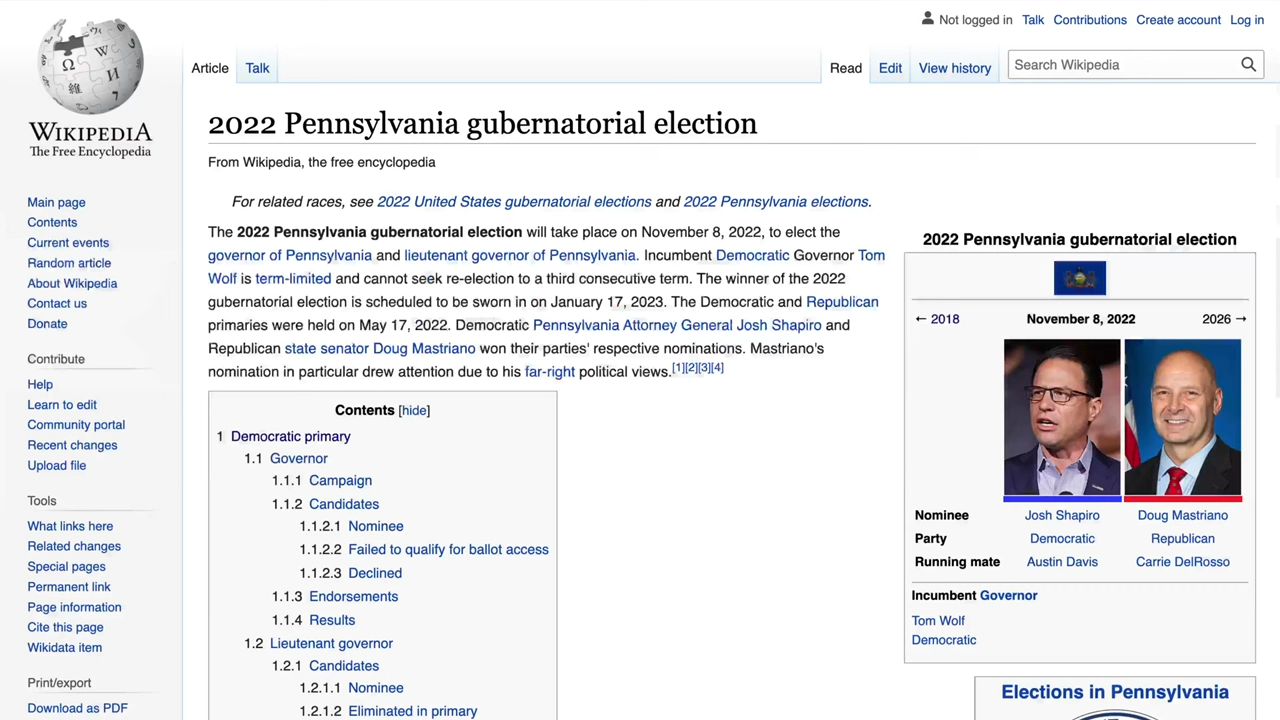 Not logged in Talk Contributions Create account Log in
Article Talk Read Edit View history Search Wikipedia
WIKIPEDIA
The Free Encyclopedia
Main page
Contents
Current events
Random article
About Wikipedia
Contact us
Donate
Contribute
Help
Learn to edit
Community portal
Recent changes
Upload file
Tools
What links here
Related changes
Special pages
Permanent link
Page information
Cite this page
Wikidata item
Print/export
Download as PDF
2022 Pennsylvania gubernatorial election
From Wikipedia, the free encyclopedia
For related races, see 2022 United States gubernatorial elections and 2022 Pennsylvania elections.
The 2022 Pennsylvania gubernatorial election will take place on November 8, 2022, to elect the
governor of Pennsylvania and lieutenant governor of Pennsylvania. Incumbent Democratic Governor Tom
Wolf is term-limited and cannot seek re-election to a third consecutive term. The winner of the 2022
gubernatorial election is scheduled to be sworn in on January 17, 2023. The Democratic and Republican
primaries were held on May 17, 2022. Democratic Pennsylvania Attorney General Josh Shapiro and
Republican state senator Doug Mastriano won their parties' respective nominations. Mastriano's
nomination in particular drew attention due to his far-right political views.[1][2][3][4]
Contents [hide]
1 Democratic primary
1.1 Governor
1.1.1 Campaign
1.1.2 Candidates
1.1.2.1 Nominee
1.1.2.2 Failed to qualify for ballot access
1.1.2.3 Declined
1.1.3 Endorsements
1.1.4 Results
1.2 Lieutenant governor
1.2.1 Candidates
1.2.1.1 Nominee
1.2.1.2 Eliminated in primary
2022 Pennsylvania gubernatorial election
← 2018 November 8, 2022 2026 →
Nominee Josh Shapiro Doug Mastriano
Party Democratic Republican
Running mate Austin Davis Carrie DelRosso
Incumbent Governor
Tom Wolf
Democratic
Elections in Pennsylvania